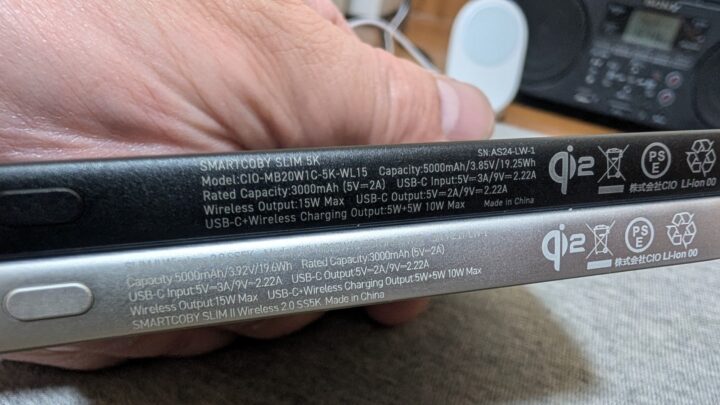 SMARTCOBY SLIM 5K SN:AS24-LW-1
Model:CIO-MB20W1C-5K-WL15 Capacity:5000mAh/3.85V/19.25Wh
Rated Capacity:3000mAh (5V=2A) USB-C Input:5V=3A/9V=2.22A
Wireless Output:15W Max USB-C Output:5V=2A/9V=2.22A
USB-C+Wireless Charging Output:5W+5W 10W Max Made in China
qi2
PSE
株式会社CIO Li-ion 00
Capacity:5000mAh/3.92V/19.6Wh Rated Capacity:3000mAh (5V=2A)
USB-C Input:5V=3A/9V=2.22A USB-C Output:5V=2A/9V=2.22A
Wireless Output:15W Max USB-C+Wireless Charging Output:5W+5W 10W Max
SMARTCOBY SLIM II Wireless 2.0 SS5K Made in China
qi2
PSE
株式会社CIO Li-ion 00